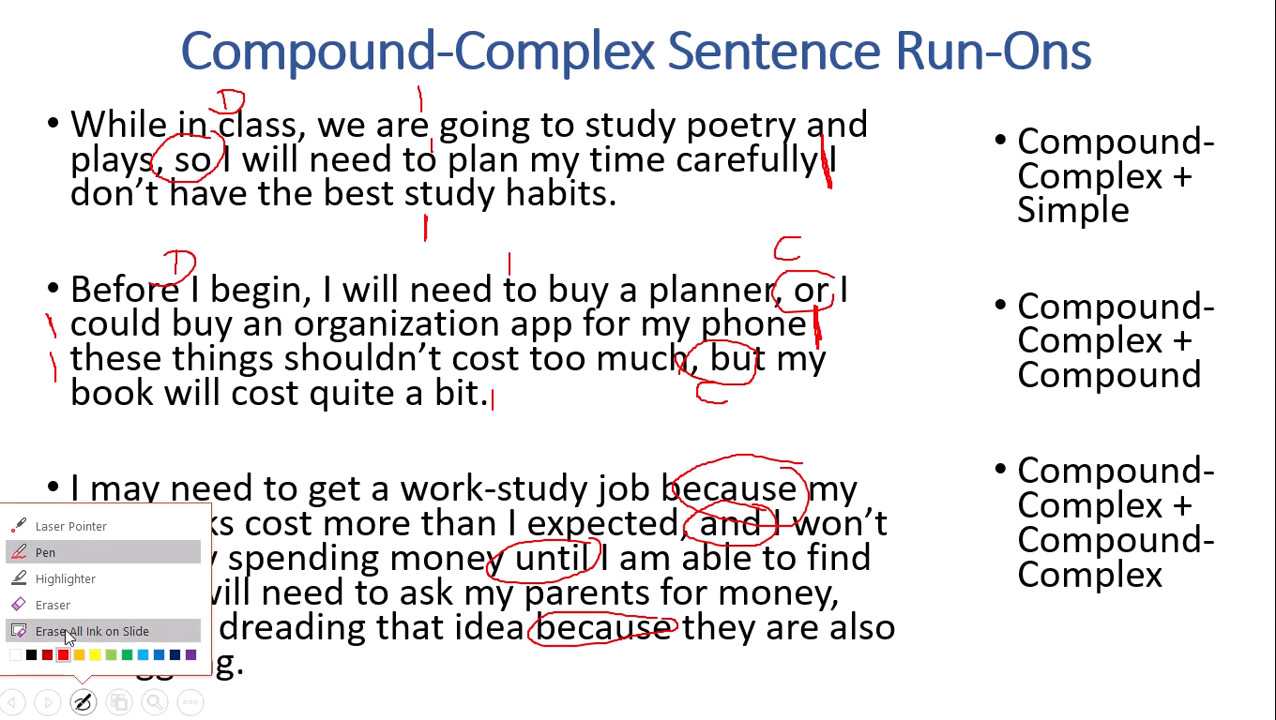 Compound-Complex Sentence Run-Ons
• While in class, we are going to study poetry and
plays, so I will need to plan my time carefully I
don't have the best study habits.
• Before I begin, I will need to buy a planner, or I
could buy an organization app for my phone
these things shouldn't cost too much, but my
book will cost quite a bit.
• I may need to get a work-study job because my
ks cost more than I expected, and I won't
spending money until I am able to find
will need to ask my parents for money,
dreading that idea because they are also
g.
• Compound-
Complex +
Simple
• Compound-
Complex +
Compound
• Compound-
Complex +
Compound-
Complex
D
I
I
I
D
I
C
I
I
C
I
Laser Pointer
Pen
Highlighter
Eraser
Erase All Ink on Slide